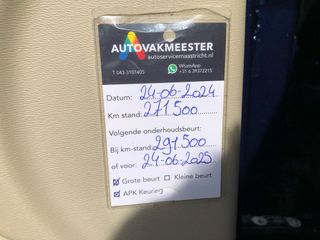 AUTOVAKMEESTER
autoservicemaastricht.nl
WhatsApp
T 043-3101405 +31 6 39372215
Datum: 24-06-2024
Km stand: 271.500
Volgende onderhoudsbeurt:
Bij km-stand: 291.500
of voor: 24-06-2025
Grote beurt Kleine beurt
APK Keuring